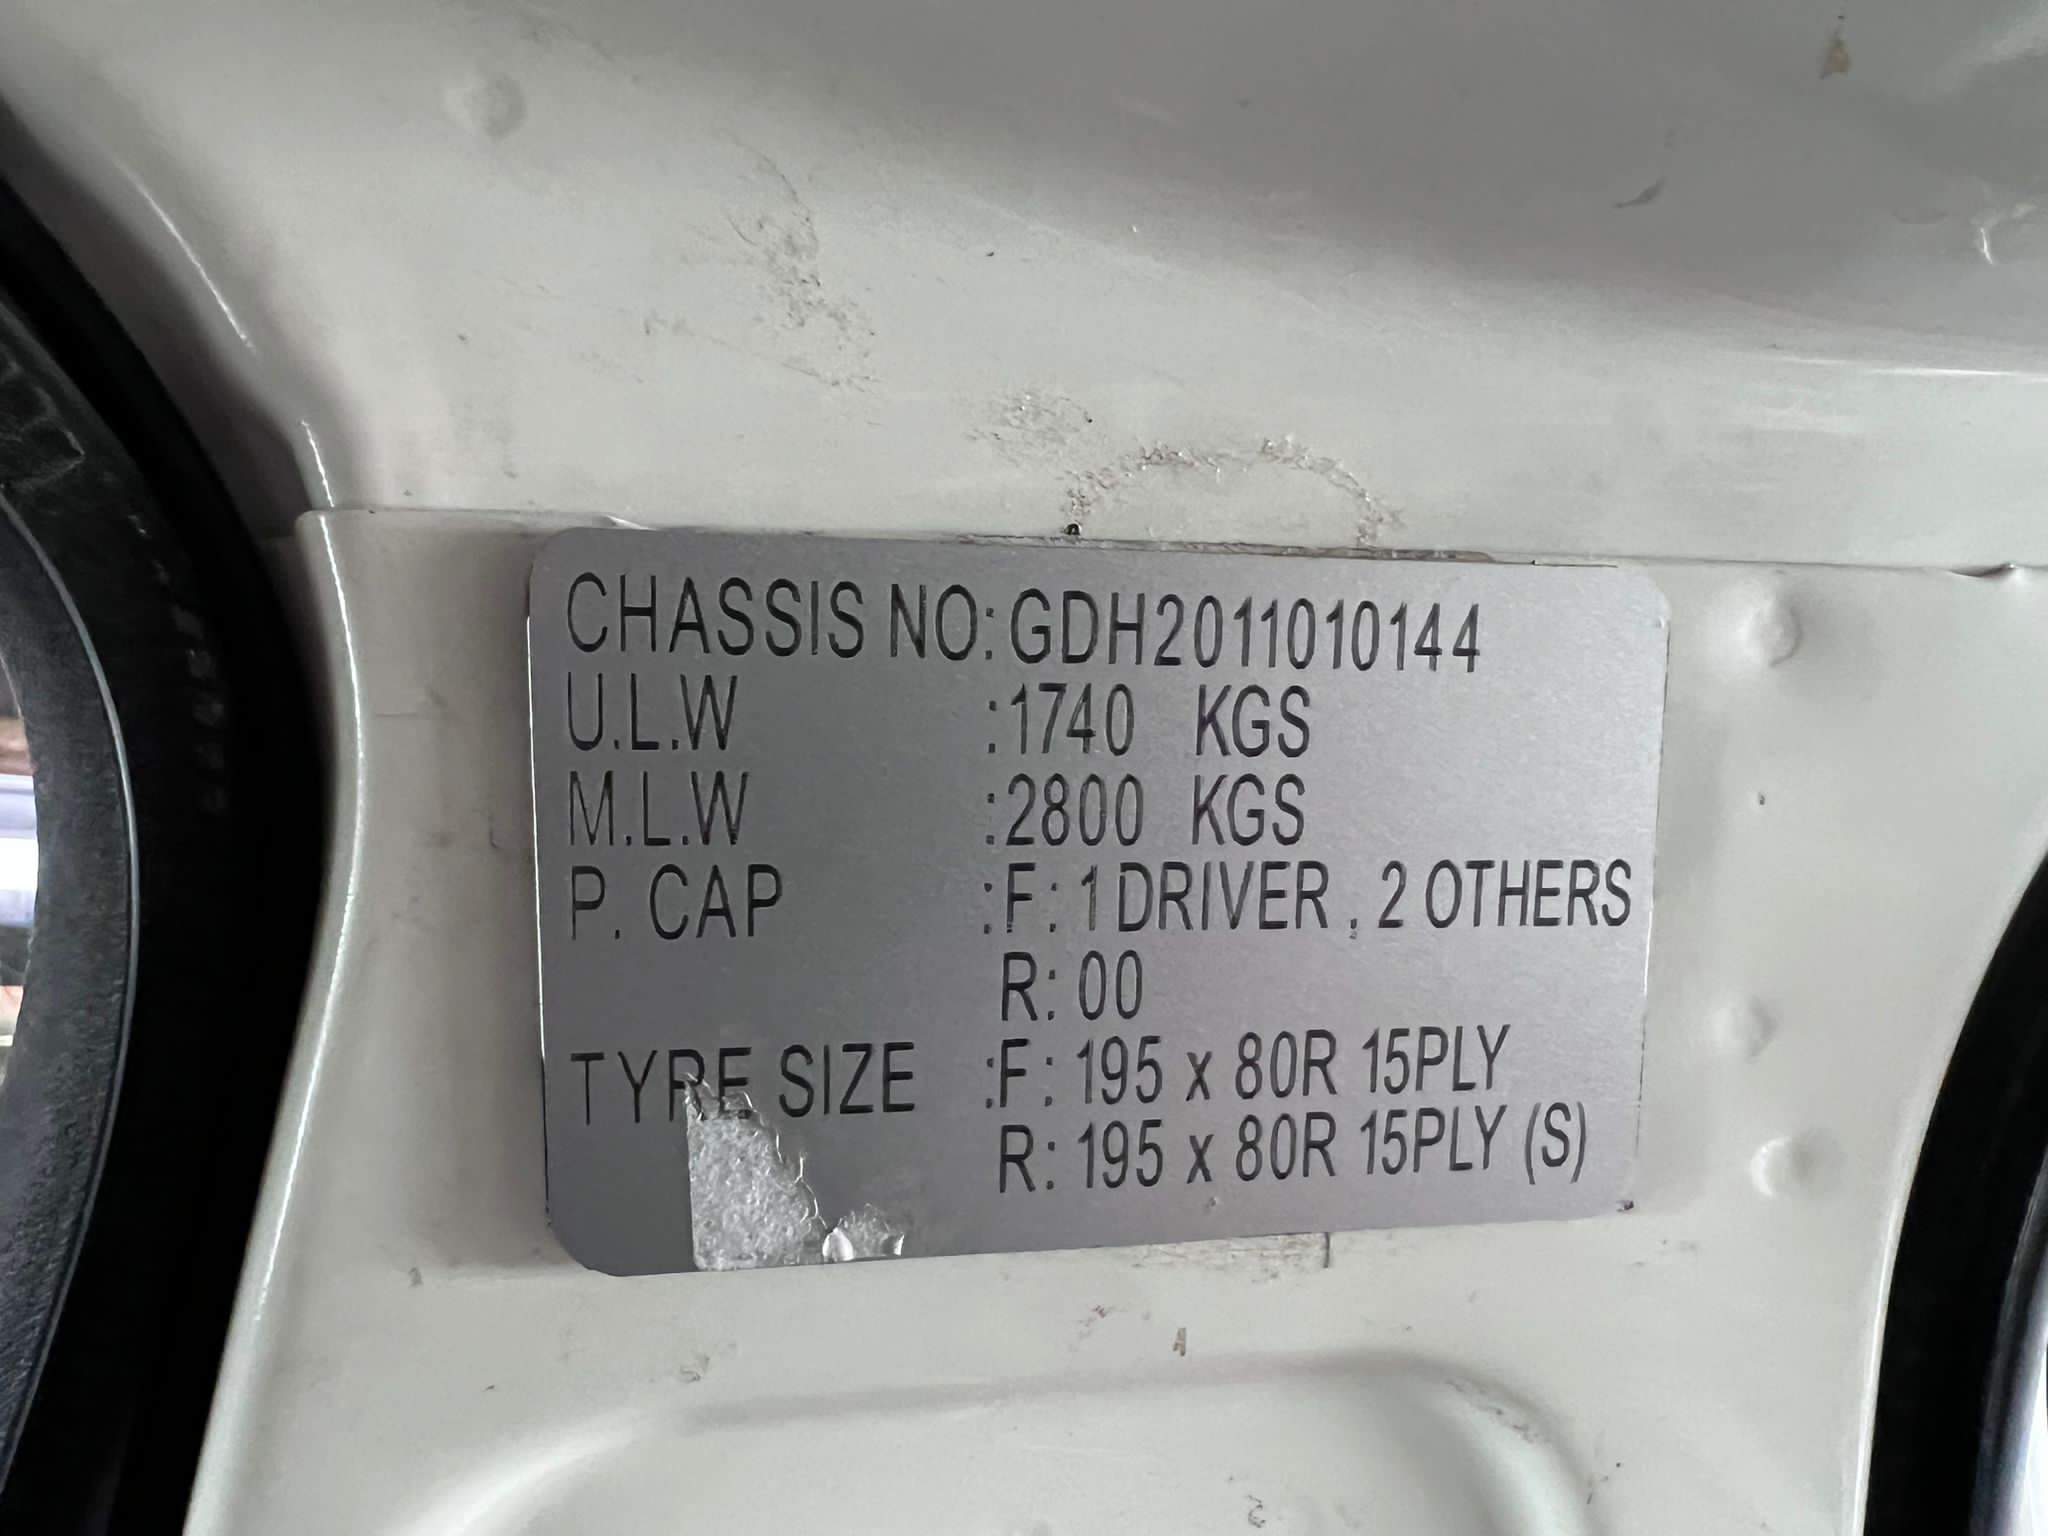 CHASSIS NO: GDH2011010144
U.L.W :1740 KGS
M.L.W :2800 KGS
P. CAP :F: 1 DRIVER , 2 OTHERS
R: 00
TYRE SIZE :F: 195 x 80R 15PLY
R: 195 x 80R 15PLY (S)